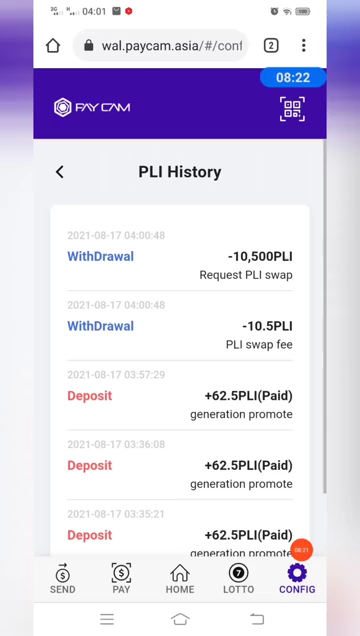 3G H 04:01
wal.paycam.asia/#/conf 2
08:22
PAY CAM
PLI History
2021-08-17 04:00:48
WithDrawal -10,500PLI
Request PLI swap
2021-08-17 04:00:48
WithDrawal -10.5PLI
PLI swap fee
2021-08-17 03:57:29
Deposit +62.5PLI(Paid)
generation promote
2021-08-17 03:36:08
Deposit +62.5PLI(Paid)
generation promote
2021-08-17 03:35:21
Deposit +62.5PLI(Paid)
generation promote
08:21
SEND PAY HOME LOTTO CONFIG